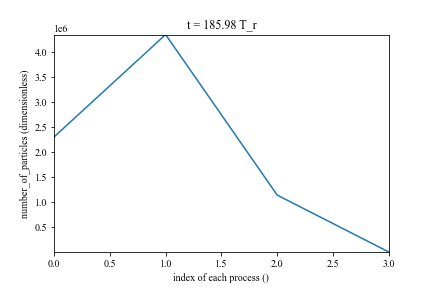 t = 185.98 T_r
1e6
4.0
3.5
3.0
2.5
2.0
1.5
1.0
0.5
number_of_particles (dimensionless)
0.0 0.5 1.0 1.5 2.0 2.5 3.0
index of each process ()